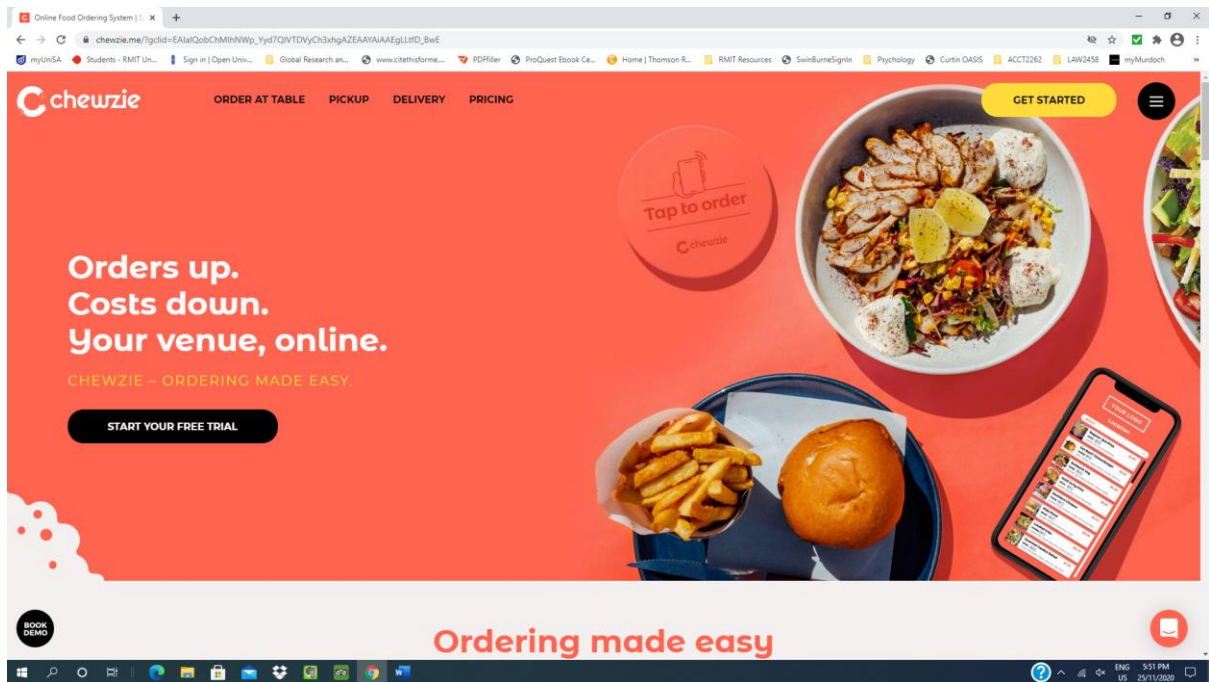 Online Food Ordering System | S
chewzie.me/?gclid=EAIaIQobChMIhNWp_Yyd7QIVTDVyCh3xhgAZEAAYAiAAEgLLtfD_BwE
myUniSA Students - RMIT Un... Sign in | Open Univ... Global Research an... www.citethisforme.... PDFfiller ProQuest Ebook Ce... Home | Thomson R... RMIT Resources SwinBurneSignIn Psychology Curtin OASIS ACCT2262 LAW2458 myMurdoch »
chewzie ORDER AT TABLE PICKUP DELIVERY PRICING GET STARTED
Tap to order
chewzie
Orders up.
Costs down.
Your venue, online.
CHEWZIE – ORDERING MADE EASY.
START YOUR FREE TRIAL
YOUR LOGO
Location
BOOK
DEMO
Ordering made easy
ENG 5:51 PM
US 25/11/2020